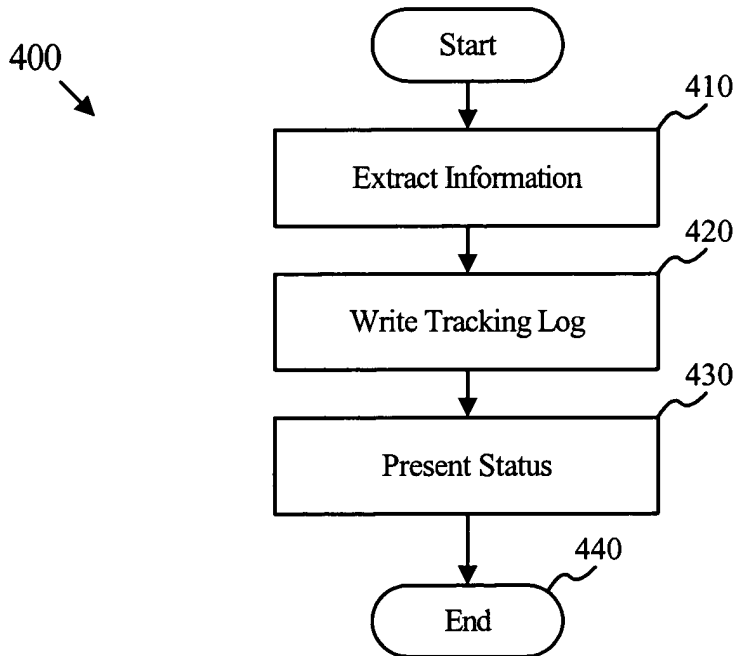 Start
400
410
Extract Information
420
Write Tracking Log
430
Present Status
440
End